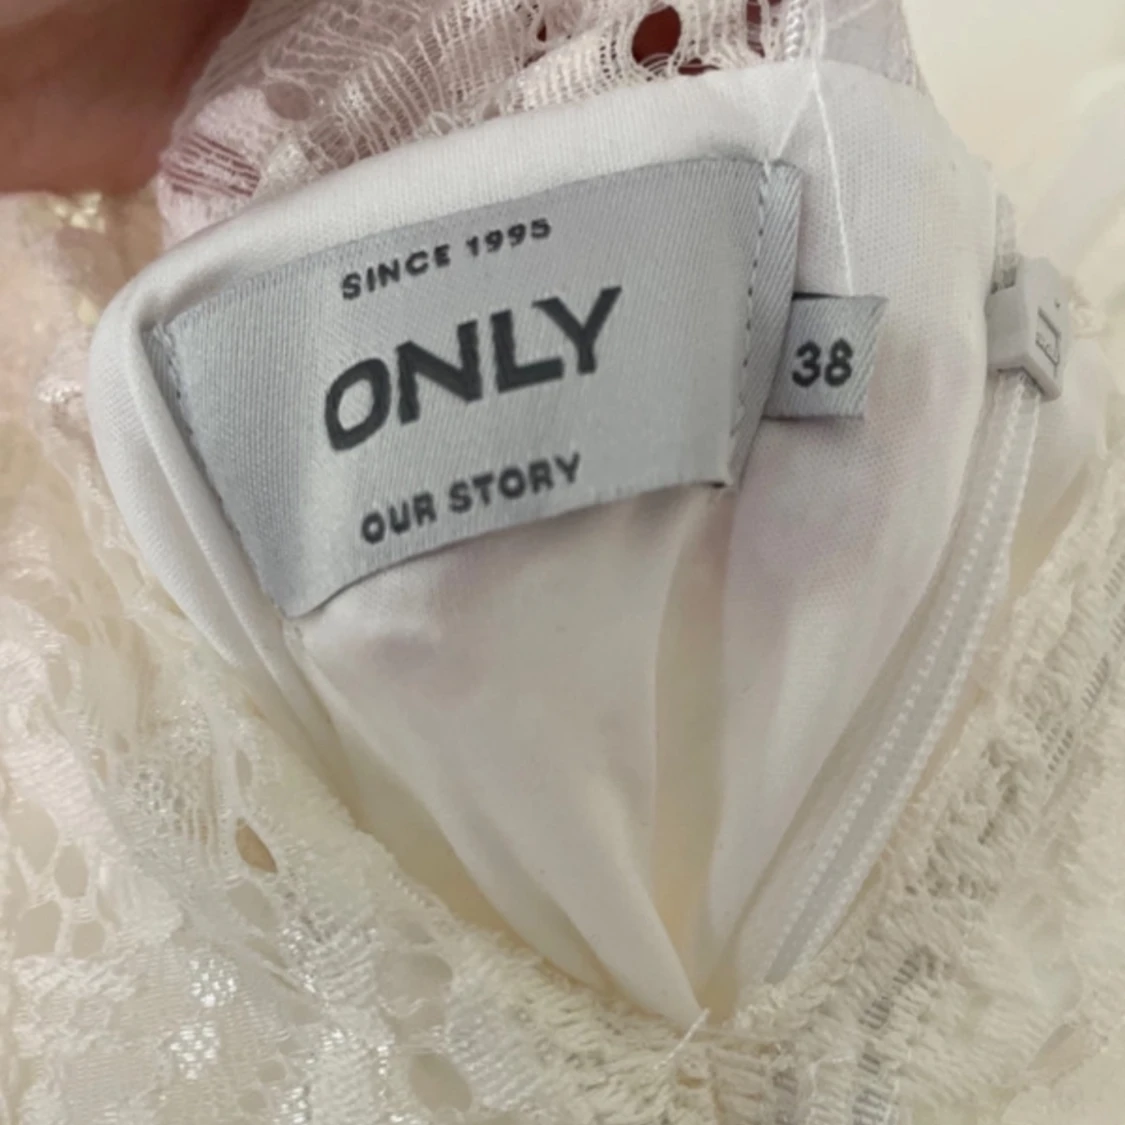 SINCE 1995
ONLY
OUR STORY
38